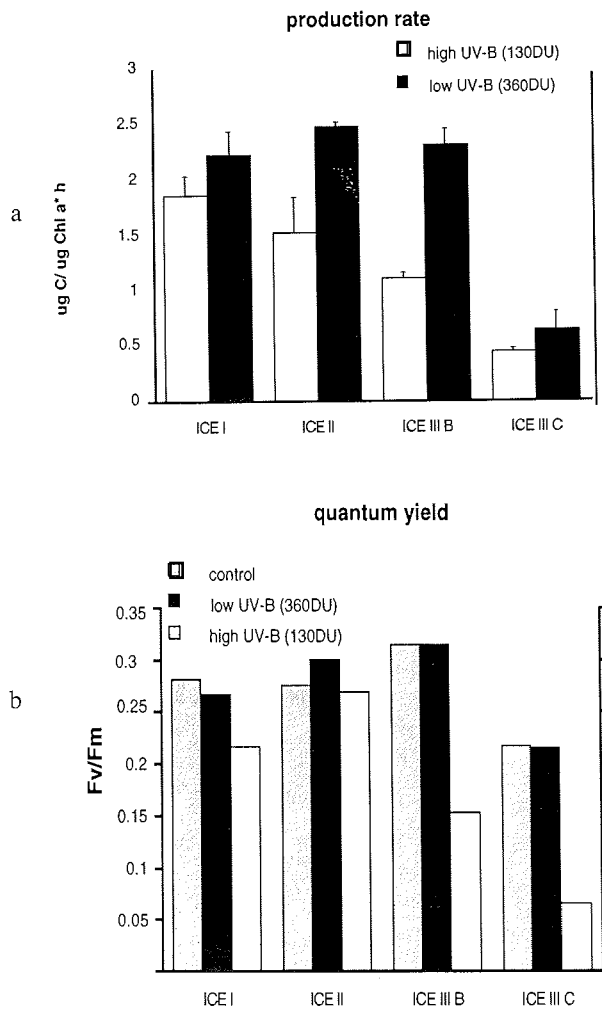 production rate
high UV-B (130DU)
low UV-B (360DU)
3
2.5
2
1.5
1
0.5
0
ug C/ ug Chl a* h
a
ICE I
ICE II
ICE III B
ICE III C
quantum yield
control
low UV-B (360DU)
high UV-B (130DU)
0.35
0.3
0.25
0.2
0.15
0.1
0.05
Fv/Fm
b
ICE I
ICE II
ICE III B
ICE III C